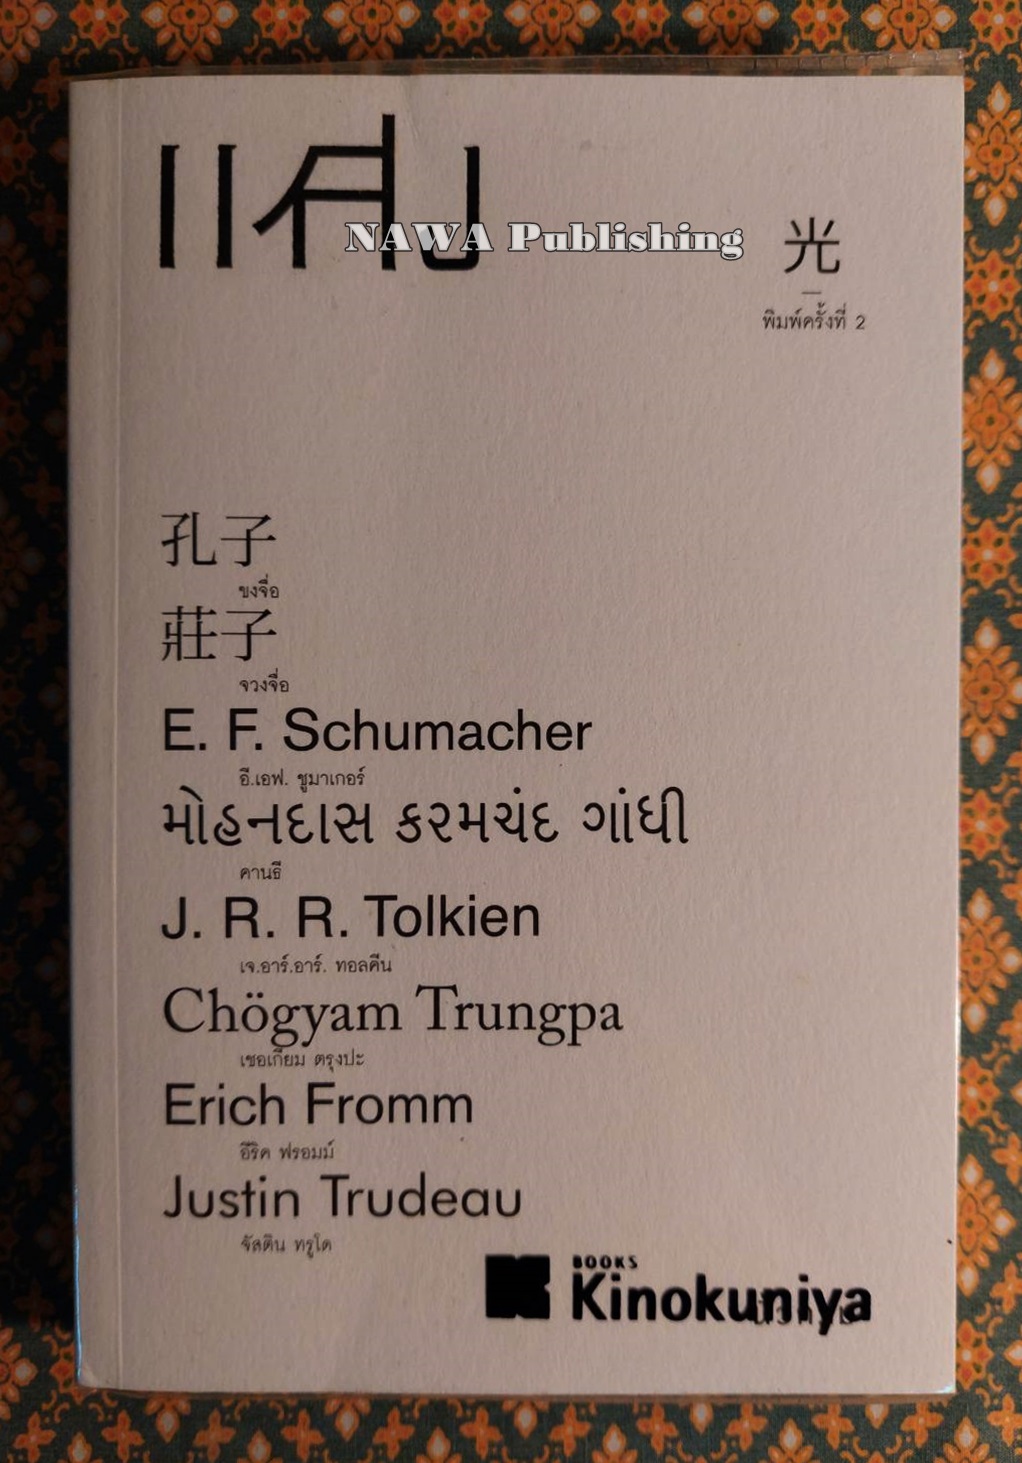 แสง
NAWA Publishing
光
พิมพ์ครั้งที่ 2
孔子
ขงจื่อ
莊子
จวงจื่อ
E. F. Schumacher
อี.เอฟ. ชูมาเกอร์
મોહનદાસ કરમચંદ ગાંધી
คานธี
J. R. R. Tolkien
เจ.อาร์.อาร์. ทอลคีน
Chögyam Trungpa
เชอเกียม ตรุงปะ
Erich Fromm
อีริค ฟรอมม์
Justin Trudeau
จัสติน ทรูโด
BOOKS
Kinokuniya